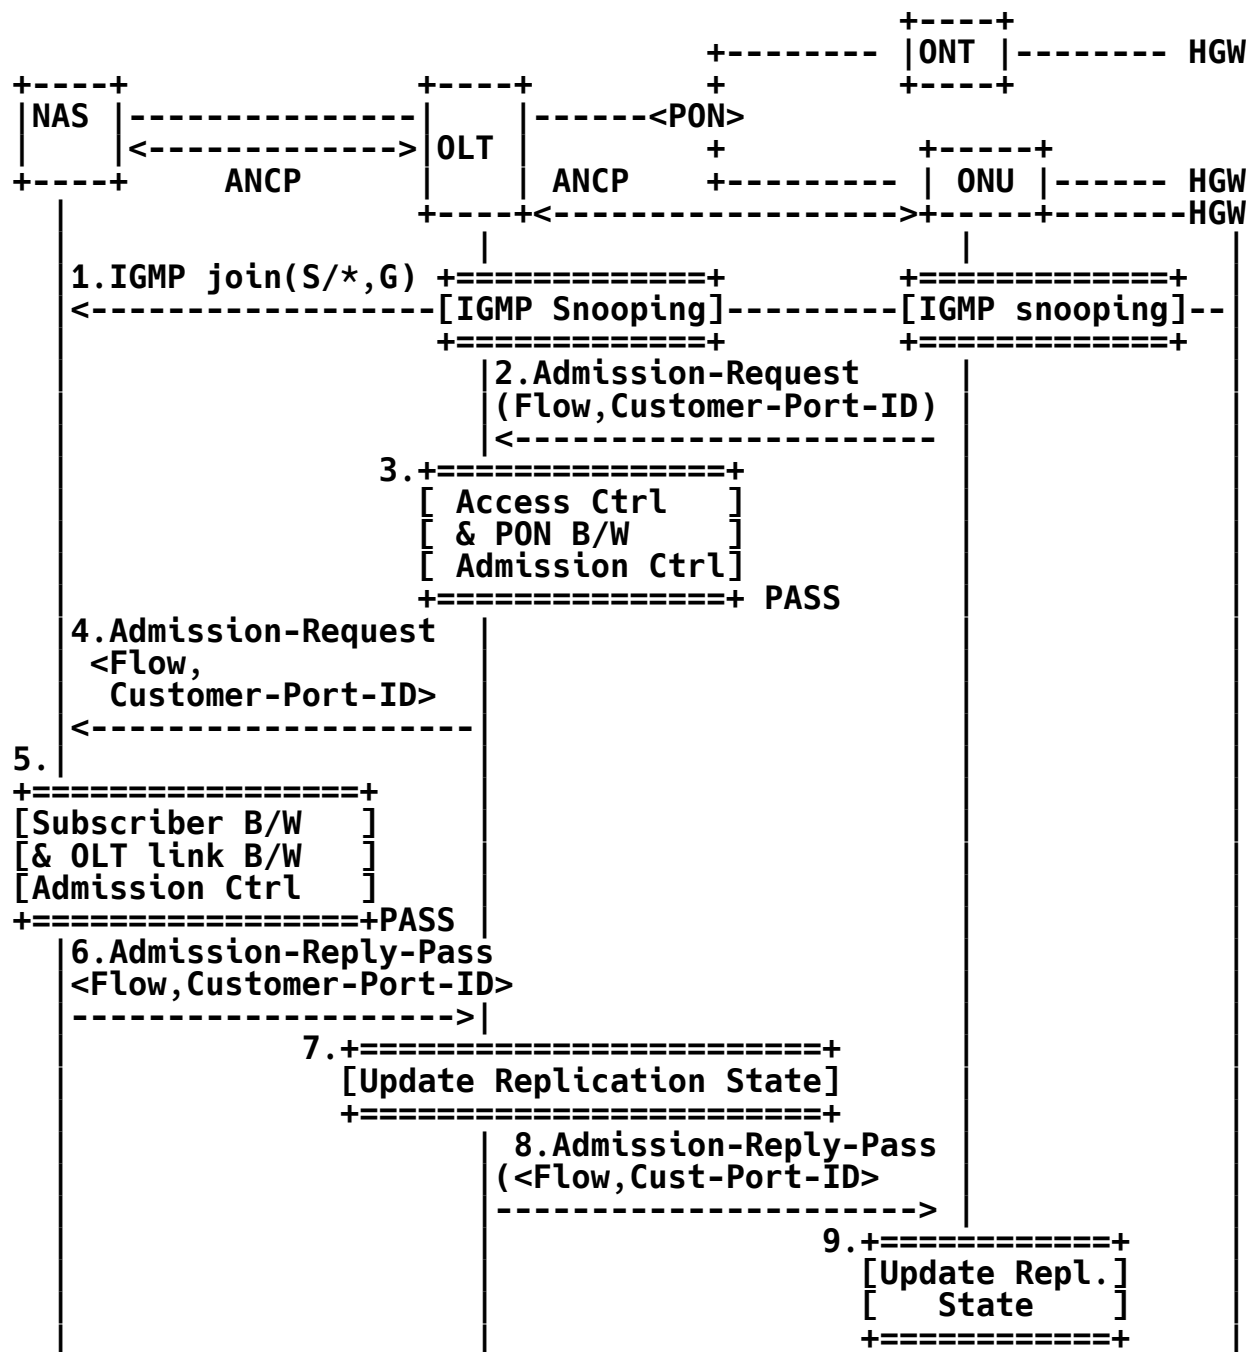 +----+
+-------- |ONT |-------- HGW
+----+ +----+ + +----+
|NAS |---------------| |------<PON>
| |<------------->|OLT | + +-----+
+----+ ANCP | | ANCP +--------- | ONU |------ HGW
| +----+<------------------>+-----+-------HGW
| | | |
|1.IGMP join(S/*,G) +=============+ +=============+ |
|<------------------[IGMP Snooping]---------[IGMP snooping]--|
| +=============+ +=============+ |
| |2.Admission-Request | |
| |(Flow,Customer-Port-ID) | |
| |<---------------------- | |
| 3.+===============+ | |
| [ Access Ctrl ] | |
| [ & PON B/W ] | |
| [ Admission Ctrl] | |
| +===============+ PASS | |
|4.Admission-Request | | |
| <Flow, | | |
| Customer-Port-ID> | | |
|<--------------------| | |
5.| | | |
+=================+ | | |
[Subscriber B/W ] | | |
[& OLT link B/W ] | | |
[Admission Ctrl ] | | |
+=================+PASS | | |
|6.Admission-Reply-Pass | |
|<Flow,Customer-Port-ID> | |
|-------------------->| | |
| 7.+========================+ | |
| [Update Replication State] | |
| +========================+ | |
| | 8.Admission-Reply-Pass | |
| |(<Flow,Cust-Port-ID> | |
| |----------------------> | |
| | 9.+============+ |
| | [Update Repl.] |
| | [ State ] |
| | +============+ |